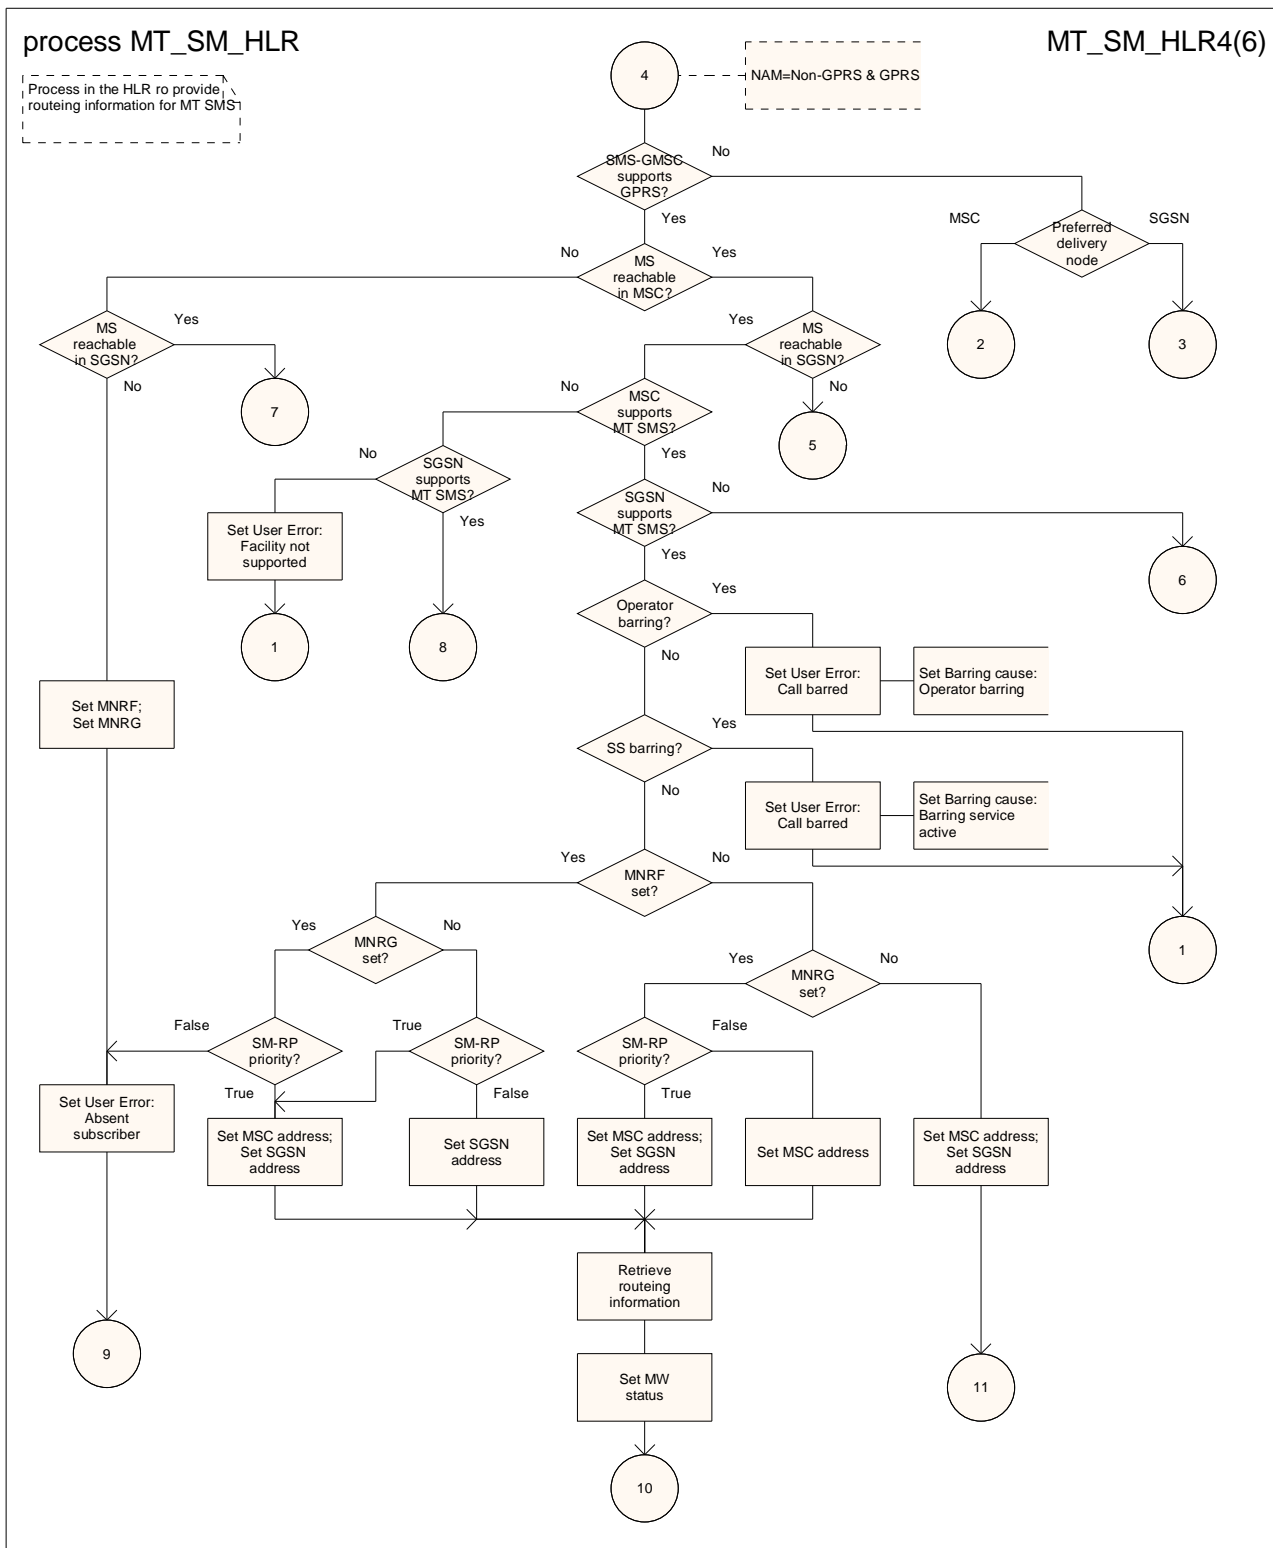 process MT_SM_HLR
MT_SM_HLR4(6)
Process in the HLR ro provide
routeing information for MT SMS
4
NAM=Non-GPRS & GPRS
SMS-GMSC
supports
GPRS?
No
Yes
MSC
Preferred
delivery
node
SGSN
No
MS
reachable
in MSC?
Yes
MS
reachable
in SGSN?
Yes
No
Yes
MS
reachable
in SGSN?
No
2
3
7
No
MSC
supports
MT SMS?
Yes
5
No
SGSN
supports
MT SMS?
Yes
SGSN
supports
MT SMS?
No
Yes
Set User Error:
Facility not
supported
6
1
8
Operator
barring?
Yes
No
Set User Error:
Call barred
Set Barring cause:
Operator barring
Set MNRF;
Set MNRG
SS barring?
Yes
No
Set User Error:
Call barred
Set Barring cause:
Barring service
active
Yes
MNRF
set?
No
Yes
MNRG
set?
No
Yes
MNRG
set?
No
1
False
SM-RP
priority?
True
True
SM-RP
priority?
False
SM-RP
priority?
False
True
Set User Error:
Absent
subscriber
Set MSC address;
Set SGSN
address
Set SGSN
address
Set MSC address;
Set SGSN
address
Set MSC address
Set MSC address;
Set SGSN
address
Retrieve
routeing
information
9
Set MW
status
11
10